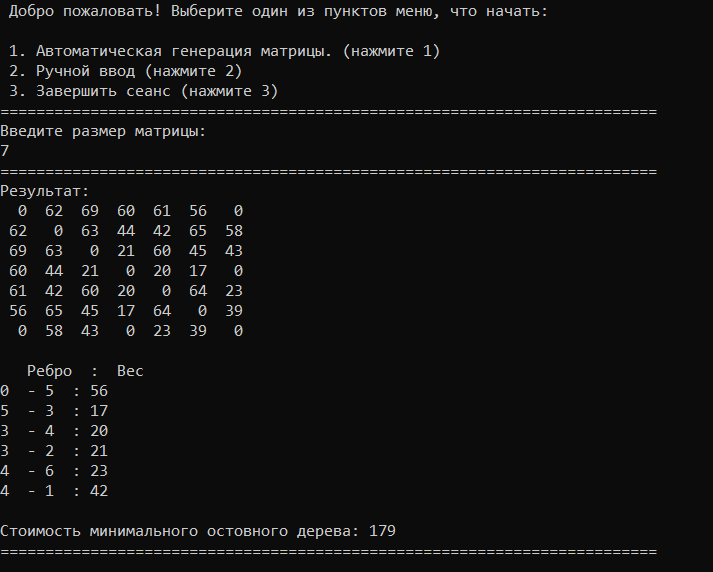 Добро пожаловать! Выберите один из пунктов меню, что начать:
1. Автоматическая генерация матрицы. (нажмите 1)
2. Ручной ввод (нажмите 2)
3. Завершить сеанс (нажмите 3)
=========================================================================
Введите размер матрицы:
7
=========================================================================
Результат:
0 62 69 60 61 56 0
62 0 63 44 42 65 58
69 63 0 21 60 45 43
60 44 21 0 20 17 0
61 42 60 20 0 64 23
56 65 45 17 64 0 39
0 58 43 0 23 39 0
Ребро : Вес
0 - 5 : 56
5 - 3 : 17
3 - 4 : 20
3 - 2 : 21
4 - 6 : 23
4 - 1 : 42
Стоимость минимального остовного дерева: 179
=========================================================================